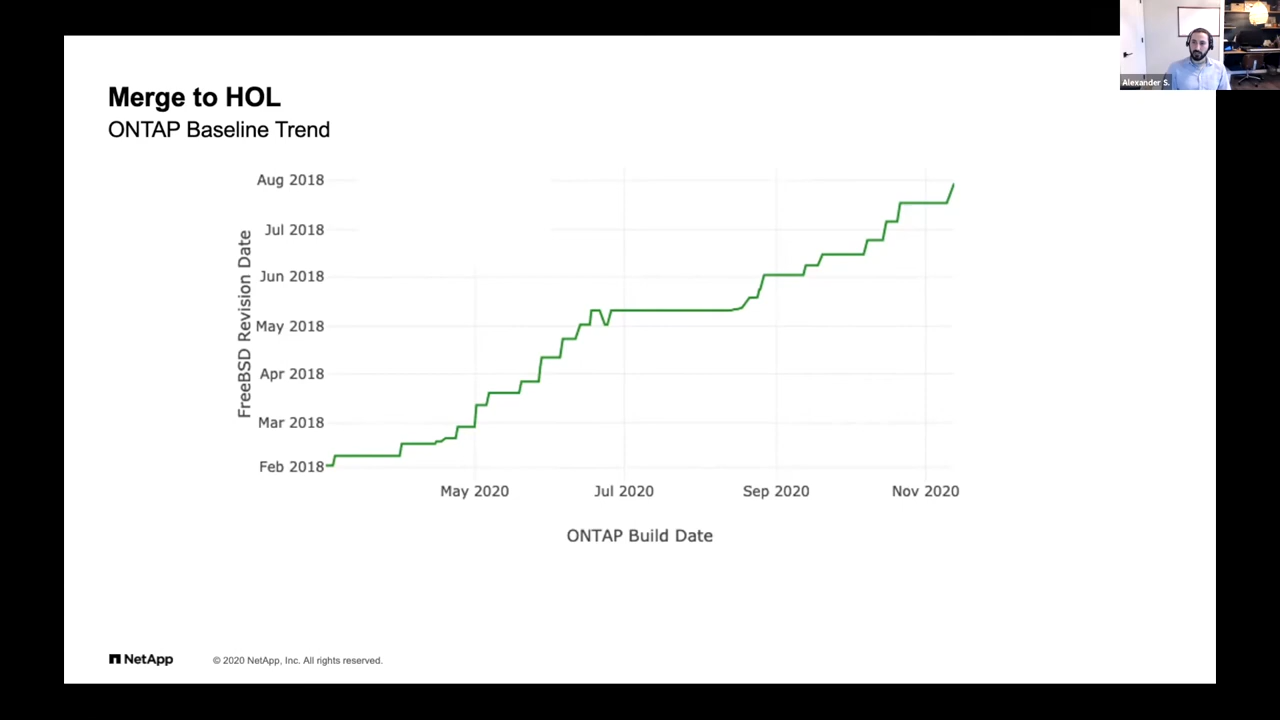 Alexander S.
Merge to HOL
ONTAP Baseline Trend
Aug 2018
Jul 2018
Jun 2018
May 2018
Apr 2018
Mar 2018
Feb 2018
FreeBSD Revision Date
May 2020
Jul 2020
Sep 2020
Nov 2020
ONTAP Build Date
NetApp
© 2020 NetApp, Inc. All rights reserved.